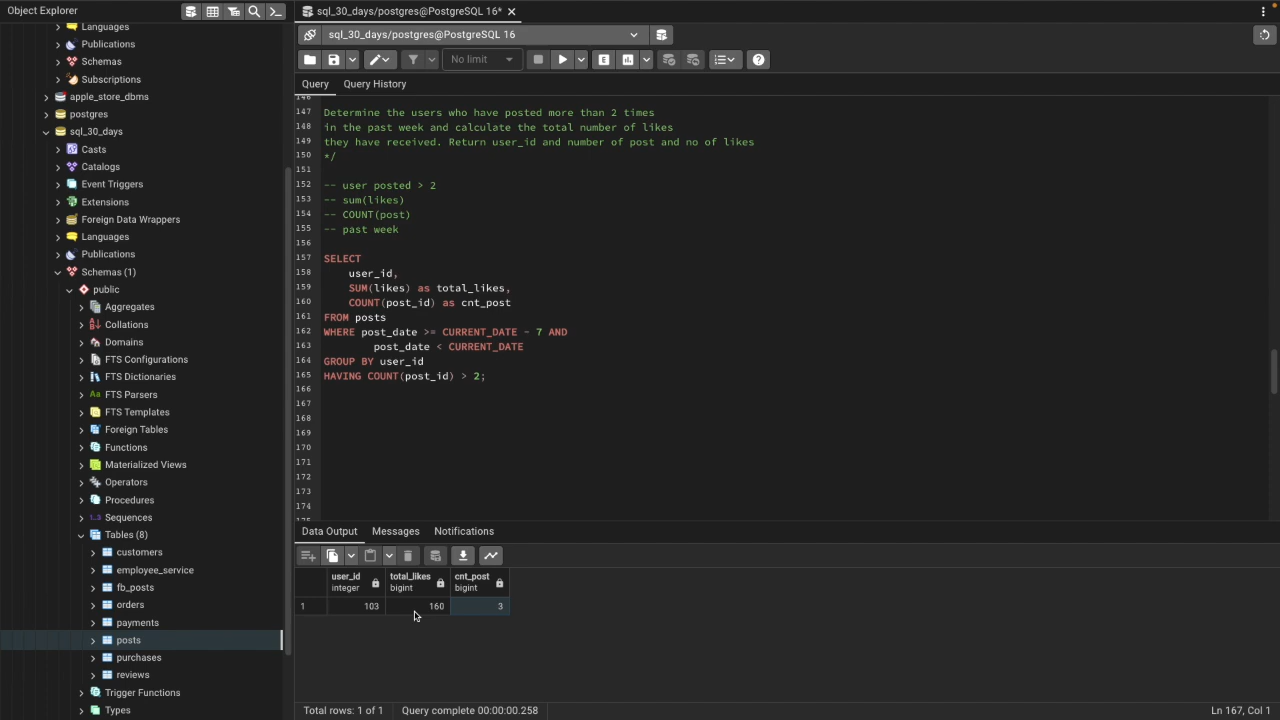 Object Explorer
Languages
Publications
Schemas
Subscriptions
apple_store_dbms
postgres
sql_30_days
Casts
Catalogs
Event Triggers
Extensions
Foreign Data Wrappers
Languages
Publications
Schemas (1)
public
Aggregates
Collations
Domains
FTS Configurations
FTS Dictionaries
Aa FTS Parsers
FTS Templates
Foreign Tables
Functions
Materialized Views
Operators
Procedures
1..3 Sequences
Tables (8)
customers
employee_service
fb_posts
orders
payments
posts
purchases
reviews
Trigger Functions
Types
sql_30_days/postgres@PostgreSQL 16*
sql_30_days/postgres@PostgreSQL 16
No limit
E
Query Query History
146
147 Determine the users who have posted more than 2 times
148 in the past week and calculate the total number of likes
149 they have received. Return user_id and number of post and no of likes
150 */
151
152 -- user posted > 2
153 -- sum(likes)
154 -- COUNT(post)
155 -- past week
156
157 SELECT
158 user_id,
159 SUM(likes) as total_likes,
160 COUNT(post_id) as cnt_post
161 FROM posts
162 WHERE post_date >= CURRENT_DATE - 7 AND
163 post_date < CURRENT_DATE
164 GROUP BY user_id
165 HAVING COUNT(post_id) > 2;
166
167
168
169
170
171
172
173
174
175
Data Output Messages Notifications
user_id total_likes cnt_post
integer bigint bigint
1 103 160 3
Total rows: 1 of 1 Query complete 00:00:00.258 Ln 167, Col 1